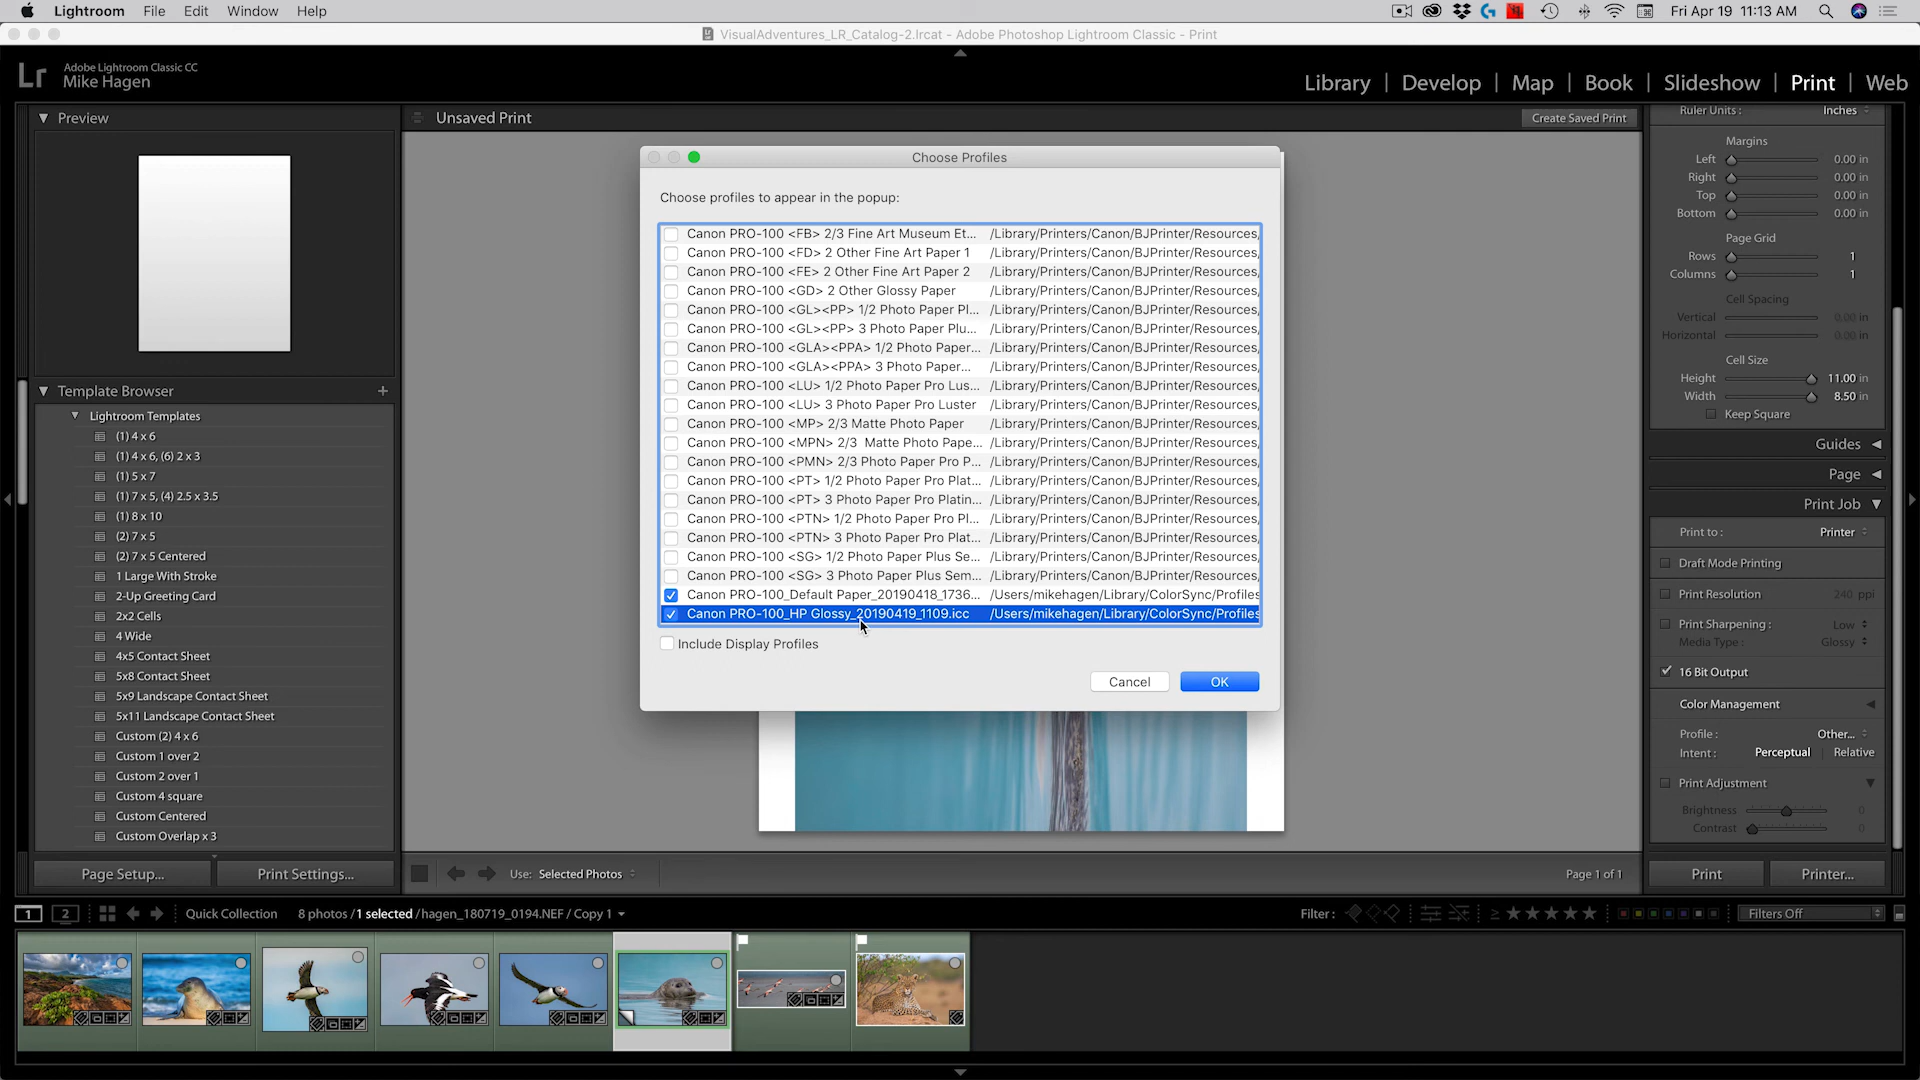 Lightroom File Edit Window Help Fri Apr 19 11:13 AM
VisualAdventures_LR_Catalog-2.lrcat - Adobe Photoshop Lightroom Classic - Print
Lr Adobe Lightroom Classic CC
Mike Hagen
Library | Develop | Map | Book | Slideshow | Print | Web
Preview
Template Browser +
Lightroom Templates
(1) 4 x 6
(1) 4 x 6, (6) 2 x 3
(1) 5 x 7
(1) 7 x 5, (4) 2.5 x 3.5
(1) 8 x 10
(2) 7 x 5
(2) 7 x 5 Centered
1 Large With Stroke
2-Up Greeting Card
2x2 Cells
4 Wide
4x5 Contact Sheet
5x8 Contact Sheet
5x9 Landscape Contact Sheet
5x11 Landscape Contact Sheet
Custom (2) 4 x 6
Custom 1 over 2
Custom 2 over 1
Custom 4 square
Custom Centered
Custom Overlap x 3
Page Setup... Print Settings...
Unsaved Print Create Saved Print
Choose Profiles
Choose profiles to appear in the popup:
Canon PRO-100 <FB> 2/3 Fine Art Museum Et... /Library/Printers/Canon/BJPrinter/Resources/
Canon PRO-100 <FD> 2 Other Fine Art Paper 1 /Library/Printers/Canon/BJPrinter/Resources/
Canon PRO-100 <FE> 2 Other Fine Art Paper 2 /Library/Printers/Canon/BJPrinter/Resources/
Canon PRO-100 <GD> 2 Other Glossy Paper /Library/Printers/Canon/BJPrinter/Resources/
Canon PRO-100 <GL><PP> 1/2 Photo Paper Pl... /Library/Printers/Canon/BJPrinter/Resources/
Canon PRO-100 <GL><PP> 3 Photo Paper Plu... /Library/Printers/Canon/BJPrinter/Resources/
Canon PRO-100 <GLA><PPA> 1/2 Photo Paper... /Library/Printers/Canon/BJPrinter/Resources/
Canon PRO-100 <GLA><PPA> 3 Photo Paper... /Library/Printers/Canon/BJPrinter/Resources/
Canon PRO-100 <LU> 1/2 Photo Paper Pro Lus... /Library/Printers/Canon/BJPrinter/Resources/
Canon PRO-100 <LU> 3 Photo Paper Pro Luster /Library/Printers/Canon/BJPrinter/Resources/
Canon PRO-100 <MP> 2/3 Matte Photo Paper /Library/Printers/Canon/BJPrinter/Resources/
Canon PRO-100 <MPN> 2/3 Matte Photo Pape... /Library/Printers/Canon/BJPrinter/Resources/
Canon PRO-100 <PMN> 2/3 Photo Paper Pro P... /Library/Printers/Canon/BJPrinter/Resources/
Canon PRO-100 <PT> 1/2 Photo Paper Pro Plat... /Library/Printers/Canon/BJPrinter/Resources/
Canon PRO-100 <PT> 3 Photo Paper Pro Platin... /Library/Printers/Canon/BJPrinter/Resources/
Canon PRO-100 <PTN> 1/2 Photo Paper Pro Pl... /Library/Printers/Canon/BJPrinter/Resources/
Canon PRO-100 <PTN> 3 Photo Paper Pro Plat... /Library/Printers/Canon/BJPrinter/Resources/
Canon PRO-100 <SG> 1/2 Photo Paper Plus Se... /Library/Printers/Canon/BJPrinter/Resources/
Canon PRO-100 <SG> 3 Photo Paper Plus Sem... /Library/Printers/Canon/BJPrinter/Resources/
Canon PRO-100_Default Paper_20190418_1736... /Users/mikehagen/Library/ColorSync/Profiles
Canon PRO-100_HP Glossy_20190419_1109.icc /Users/mikehagen/Library/ColorSync/Profiles
Include Display Profiles
Cancel OK
Use: Selected Photos Page 1 of 1
Ruler Units : Inches
Margins
Left 0.00 in
Right 0.00 in
Top 0.00 in
Bottom 0.00 in
Page Grid
Rows 1
Columns 1
Cell Spacing
Vertical 0.00 in
Horizontal 0.00 in
Cell Size
Height 11.00 in
Width 8.50 in
Keep Square
Guides
Page
Print Job
Print to : Printer
Draft Mode Printing
Print Resolution 240 ppi
Print Sharpening : Low
Media Type : Glossy
16 Bit Output
Color Management
Profile : Other...
Intent : Perceptual Relative
Print Adjustment
Brightness 0
Contrast 0
Print Printer...
1 2 Quick Collection 8 photos / 1 selected / hagen_180719_0194.NEF / Copy 1 Filter : ≥ Filters Off